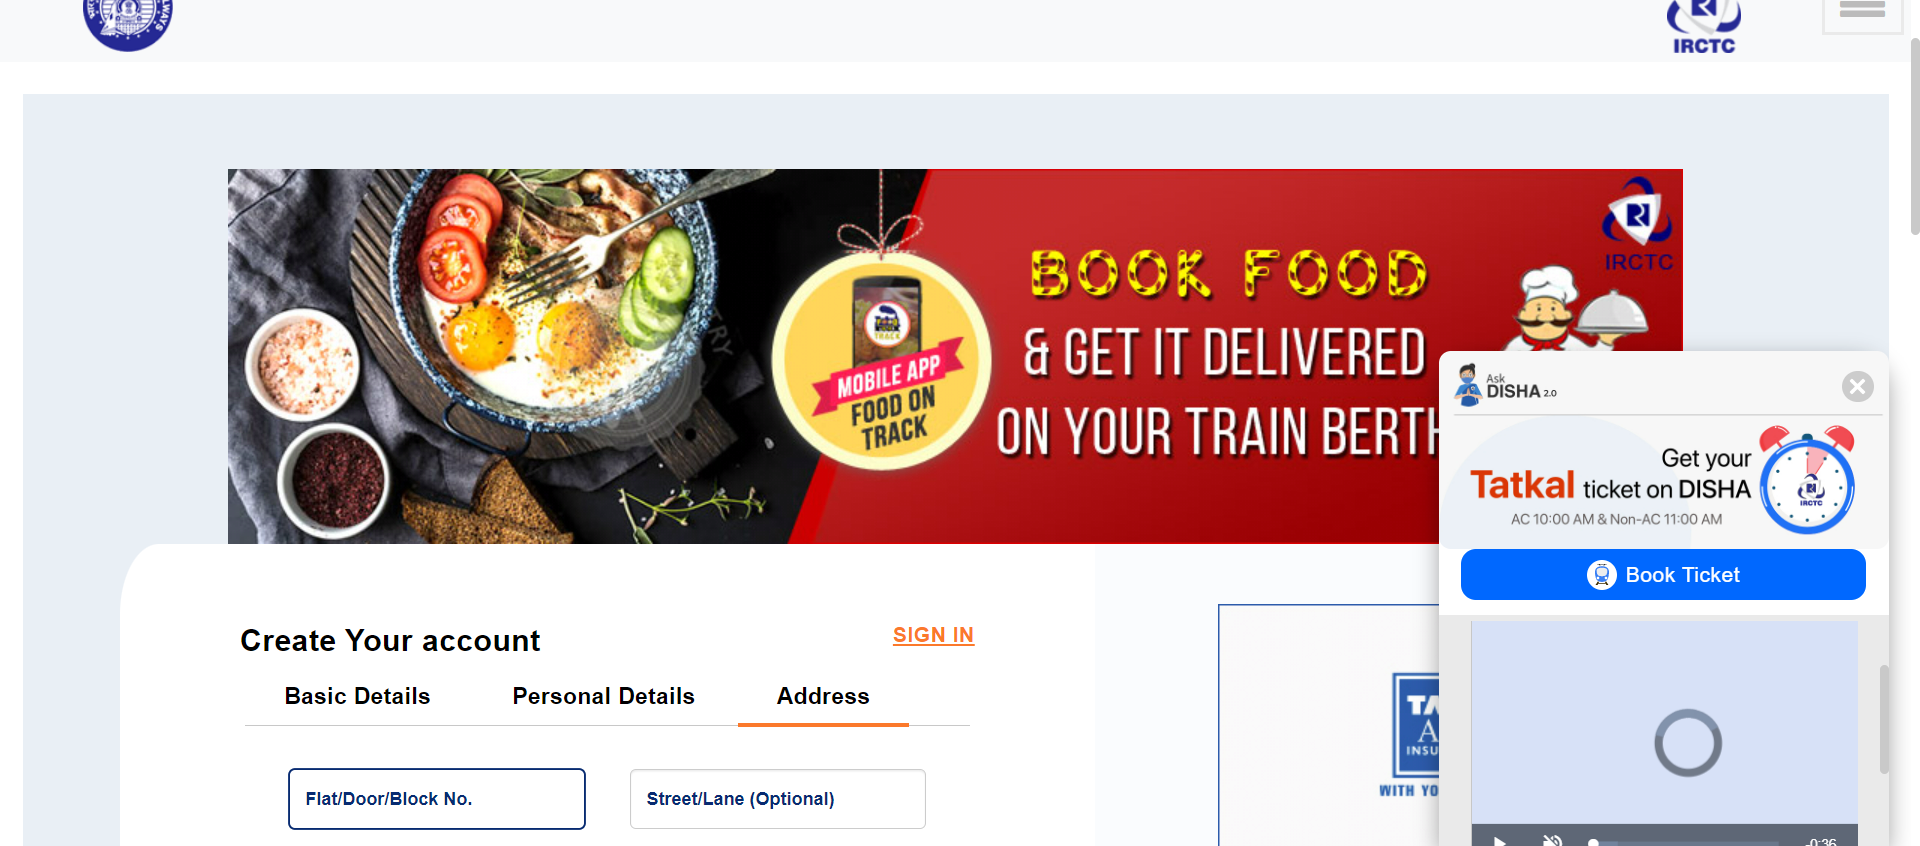 IRCTC
BOOK FOOD
& GET IT DELIVERED
ON YOUR TRAIN BERTH
IRCTC
MOBILE APP
FOOD ON
TRACK
Ask
DISHA 2.0
Get your
Tatkal ticket on DISHA
AC 10:00 AM & Non-AC 11:00 AM
IRCTC
Book Ticket
Create Your account
SIGN IN
Basic Details
Personal Details
Address
Flat/Door/Block No.
Street/Lane (Optional)
TA
A
INSU
WITH YO
-0:36